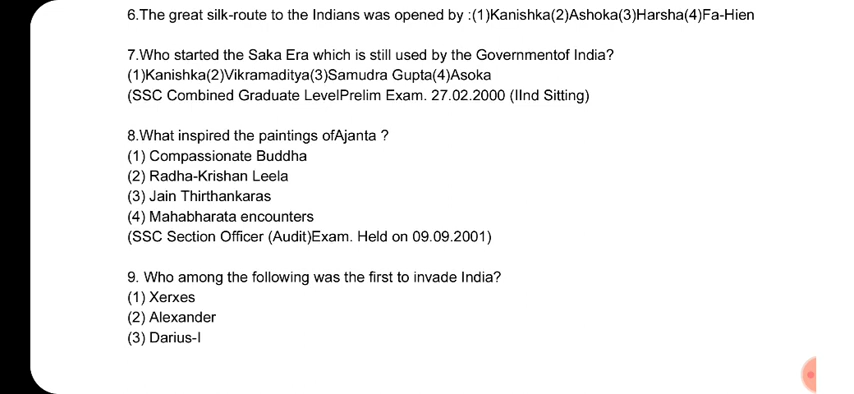 6.The great silk-route to the Indians was opened by :(1)Kanishka(2)Ashoka(3)Harsha(4)Fa-Hien
7.Who started the Saka Era which is still used by the Governmentof India?
(1)Kanishka(2)Vikramaditya(3)Samudra Gupta(4)Asoka
(SSC Combined Graduate LevelPrelim Exam. 27.02.2000 (IInd Sitting)
8.What inspired the paintings ofAjanta ?
(1) Compassionate Buddha
(2) Radha-Krishan Leela
(3) Jain Thirthankaras
(4) Mahabharata encounters
(SSC Section Officer (Audit)Exam. Held on 09.09.2001)
9. Who among the following was the first to invade India?
(1) Xerxes
(2) Alexander
(3) Darius-I